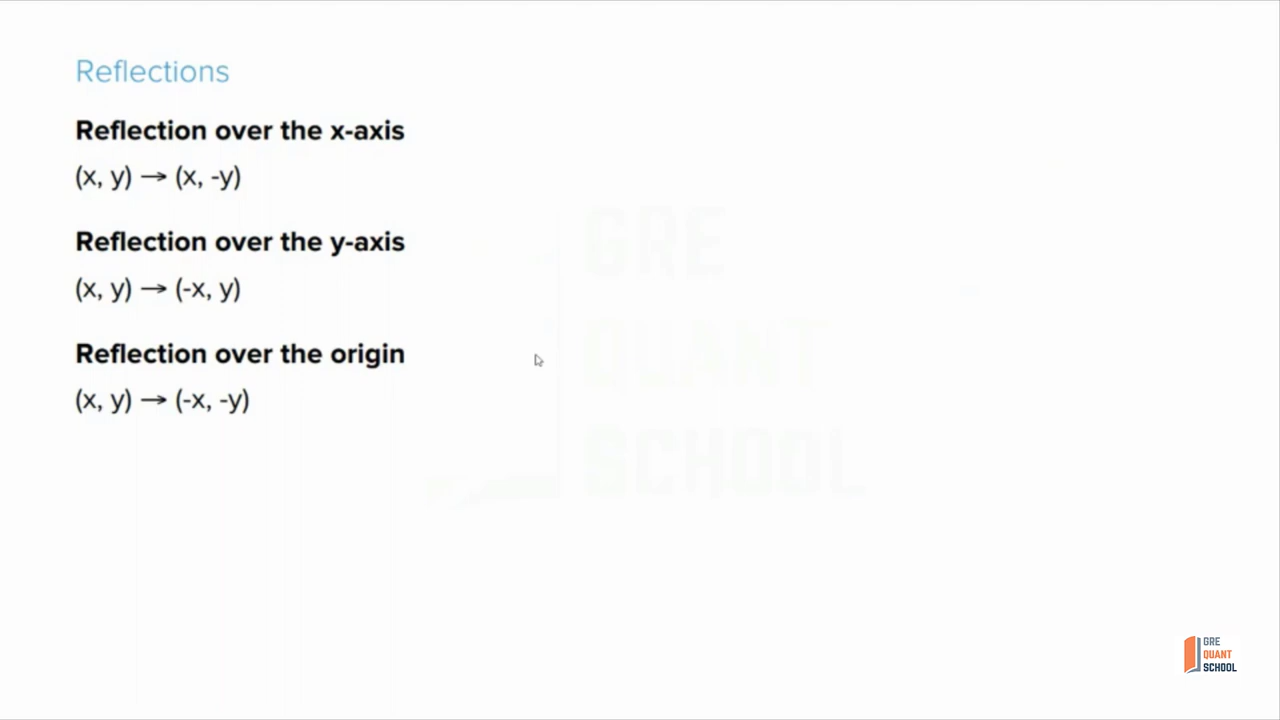 Reflections
Reflection over the x-axis
(x, y) → (x, -y)
Reflection over the y-axis
(x, y) → (-x, y)
Reflection over the origin
(x, y) → (-x, -y)
GRE
QUANT
SCHOOL
GRE
QUANT
SCHOOL